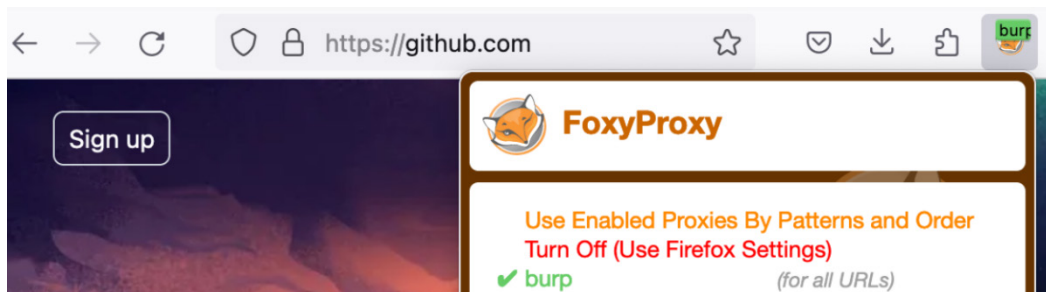 https://github.com
burp
Sign up
FoxyProxy
Use Enabled Proxies By Patterns and Order
Turn Off (Use Firefox Settings)
✔ burp (for all URLs)